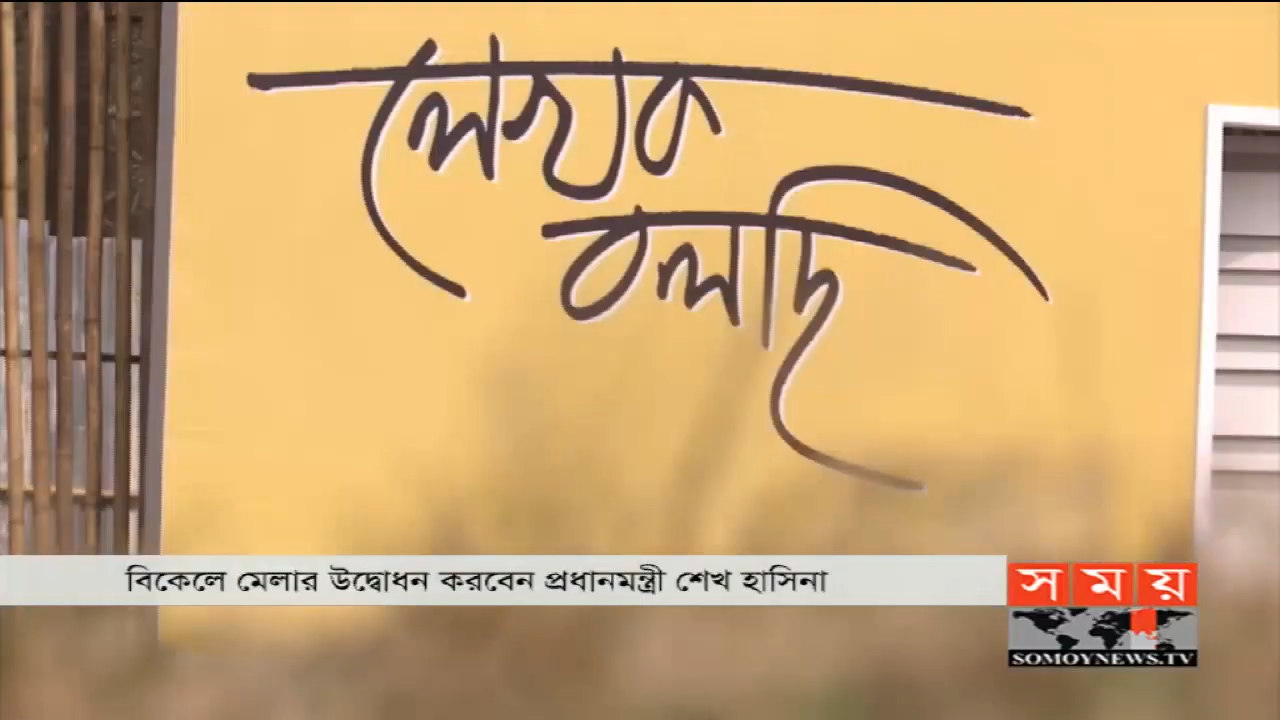 লেখক
বলছি
বিকেলে মেলার উদ্বোধন করবেন প্রধানমন্ত্রী শেখ হাসিনা
সময়
SOMOYNEWS.TV